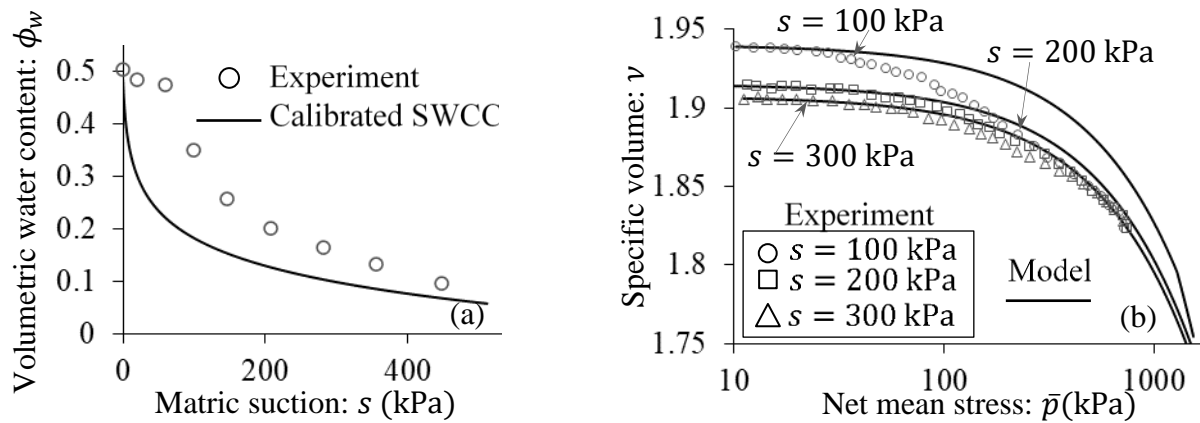 Volumetric water content: ϕ_w
0.5
0.4
0.3
0.2
0.1
0
0
200
400
Matric suction: s (kPa)
Experiment
Calibrated SWCC
(a)
Specific volume: ν
1.95
1.9
1.85
1.8
1.75
10
100
1000
Net mean stress: p̄(kPa)
s = 100 kPa
s = 200 kPa
s = 300 kPa
Experiment
s = 100 kPa
s = 200 kPa
s = 300 kPa
Model
(b)